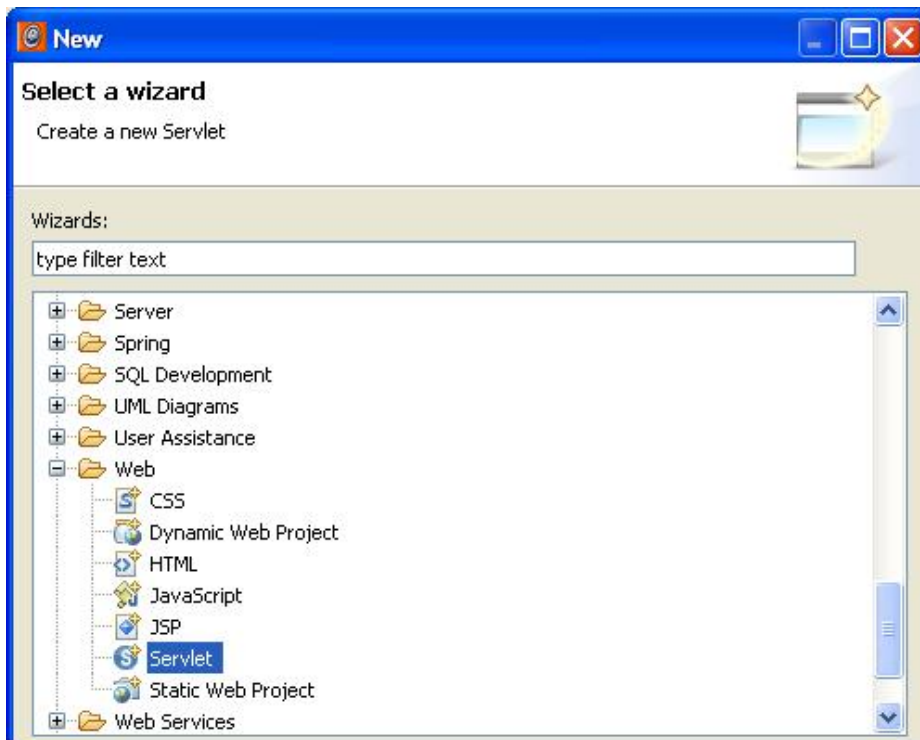 New
Select a wizard
Create a new Servlet
Wizards:
type filter text
Server
Spring
SQL Development
UML Diagrams
User Assistance
Web
CSS
Dynamic Web Project
HTML
JavaScript
JSP
Servlet
Static Web Project
Web Services